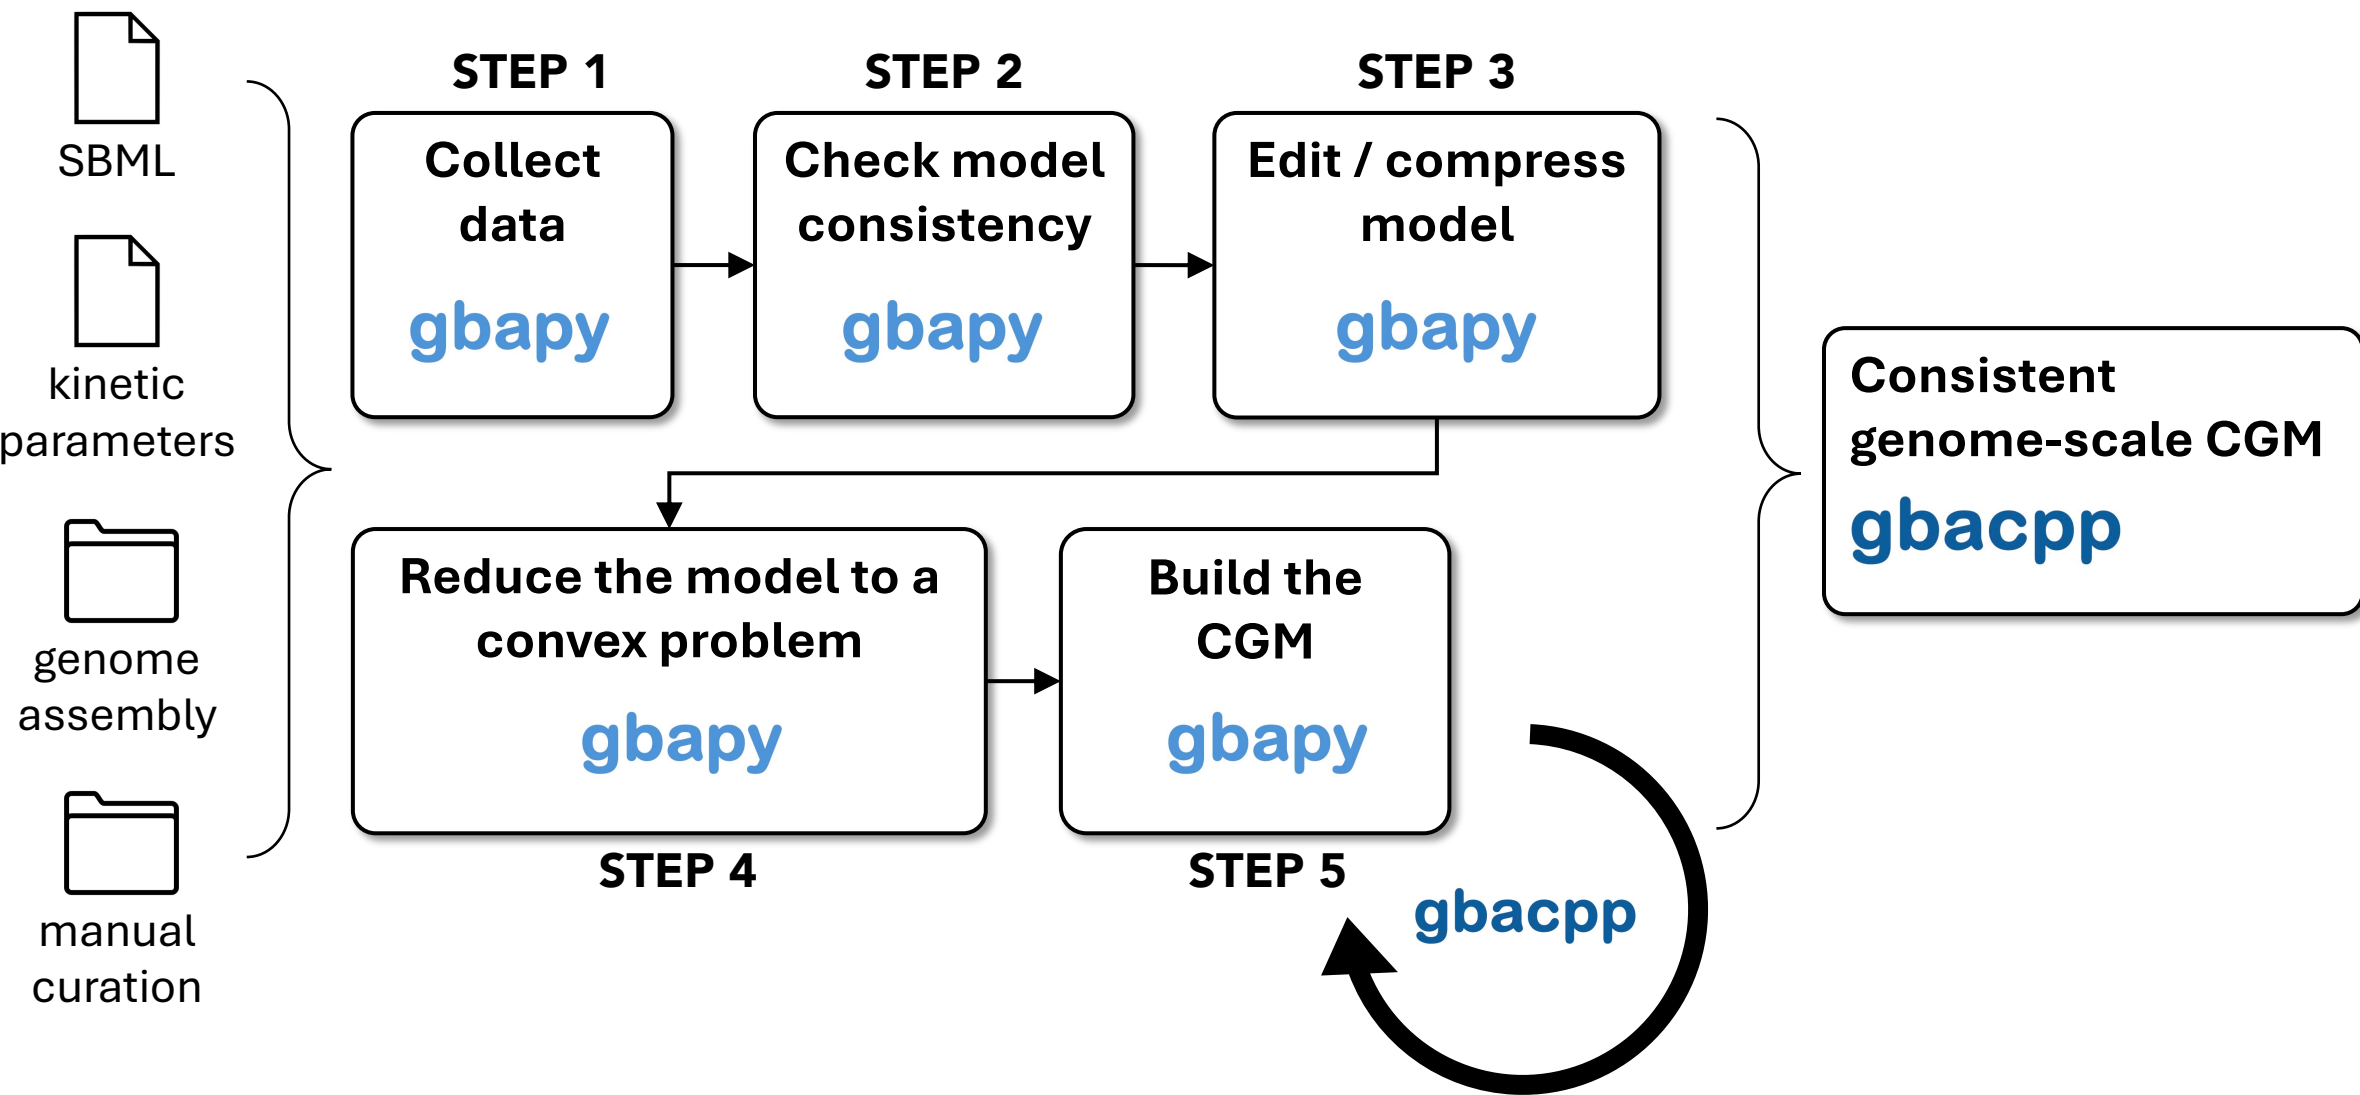 SBML
kinetic
parameters
genome
assembly
manual
curation
STEP 1
Collect
data
gbapy
STEP 2
Check model
consistency
gbapy
STEP 3
Edit / compress
model
gbapy
Reduce the model to a
convex problem
gbapy
STEP 4
Build the
CGM
gbapy
STEP 5
gbacpp
Consistent
genome-scale CGM
gbacpp